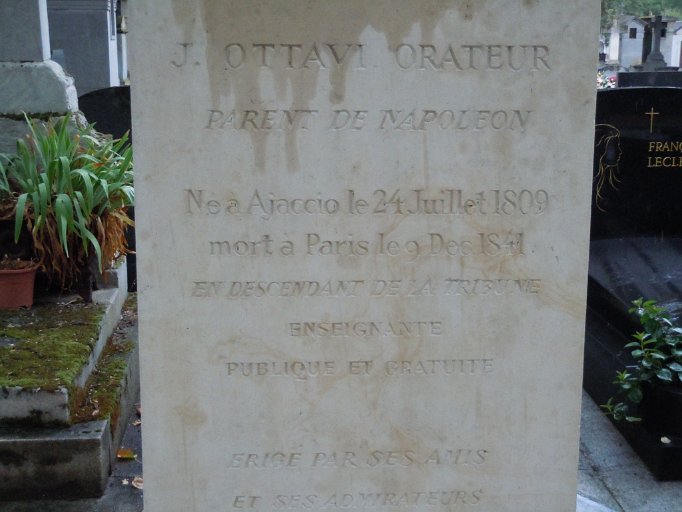 J. OTTAVI. ORATEUR
PARENT DE NAPOLEON
Ne a Ajaccio le 24 Juillet 1809
mort a Paris le 9 Dec. 1841.
EN DESCENDANT DE LA TRIBUNE
ENSEIGNANTE
PUBLIQUE ET GRATUITE
ERIGE PAR SES AMIS
ET SES ADMIRATEURS